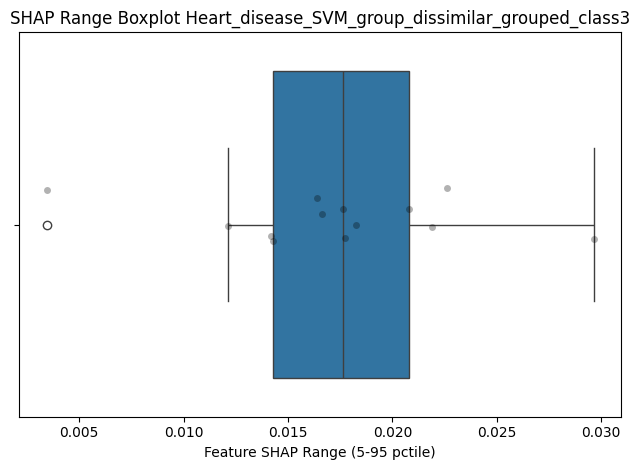 SHAP Range Boxplot Heart_disease_SVM_group_dissimilar_grouped_class3
0.005 0.010 0.015 0.020 0.025 0.030
Feature SHAP Range (5-95 pctile)